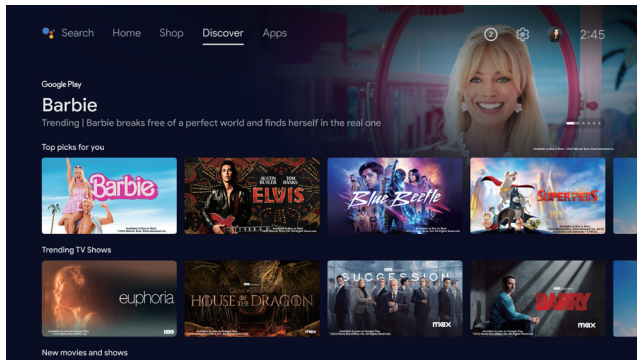 Search Home Shop Discover Apps
2 2:45
Google Play
Barbie
Trending | Barbie breaks free of a perfect world and finds herself in the real one
Top picks for you
Barbie
AUSTIN BUTLER TOM HANKS
ELVIS
Blue Beetle
SUPER-PETS
Trending TV Shows
euphoria
HBO
HOUSE OF THE DRAGON
max
SUCCESSION
max
BARRY
max
New movies and shows